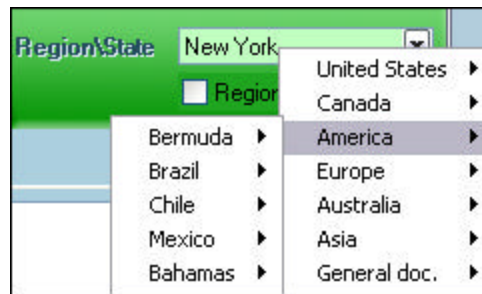 Region\State New York
Region
United States
Canada
America
Europe
Australia
Asia
General doc.
Bermuda
Brazil
Chile
Mexico
Bahamas